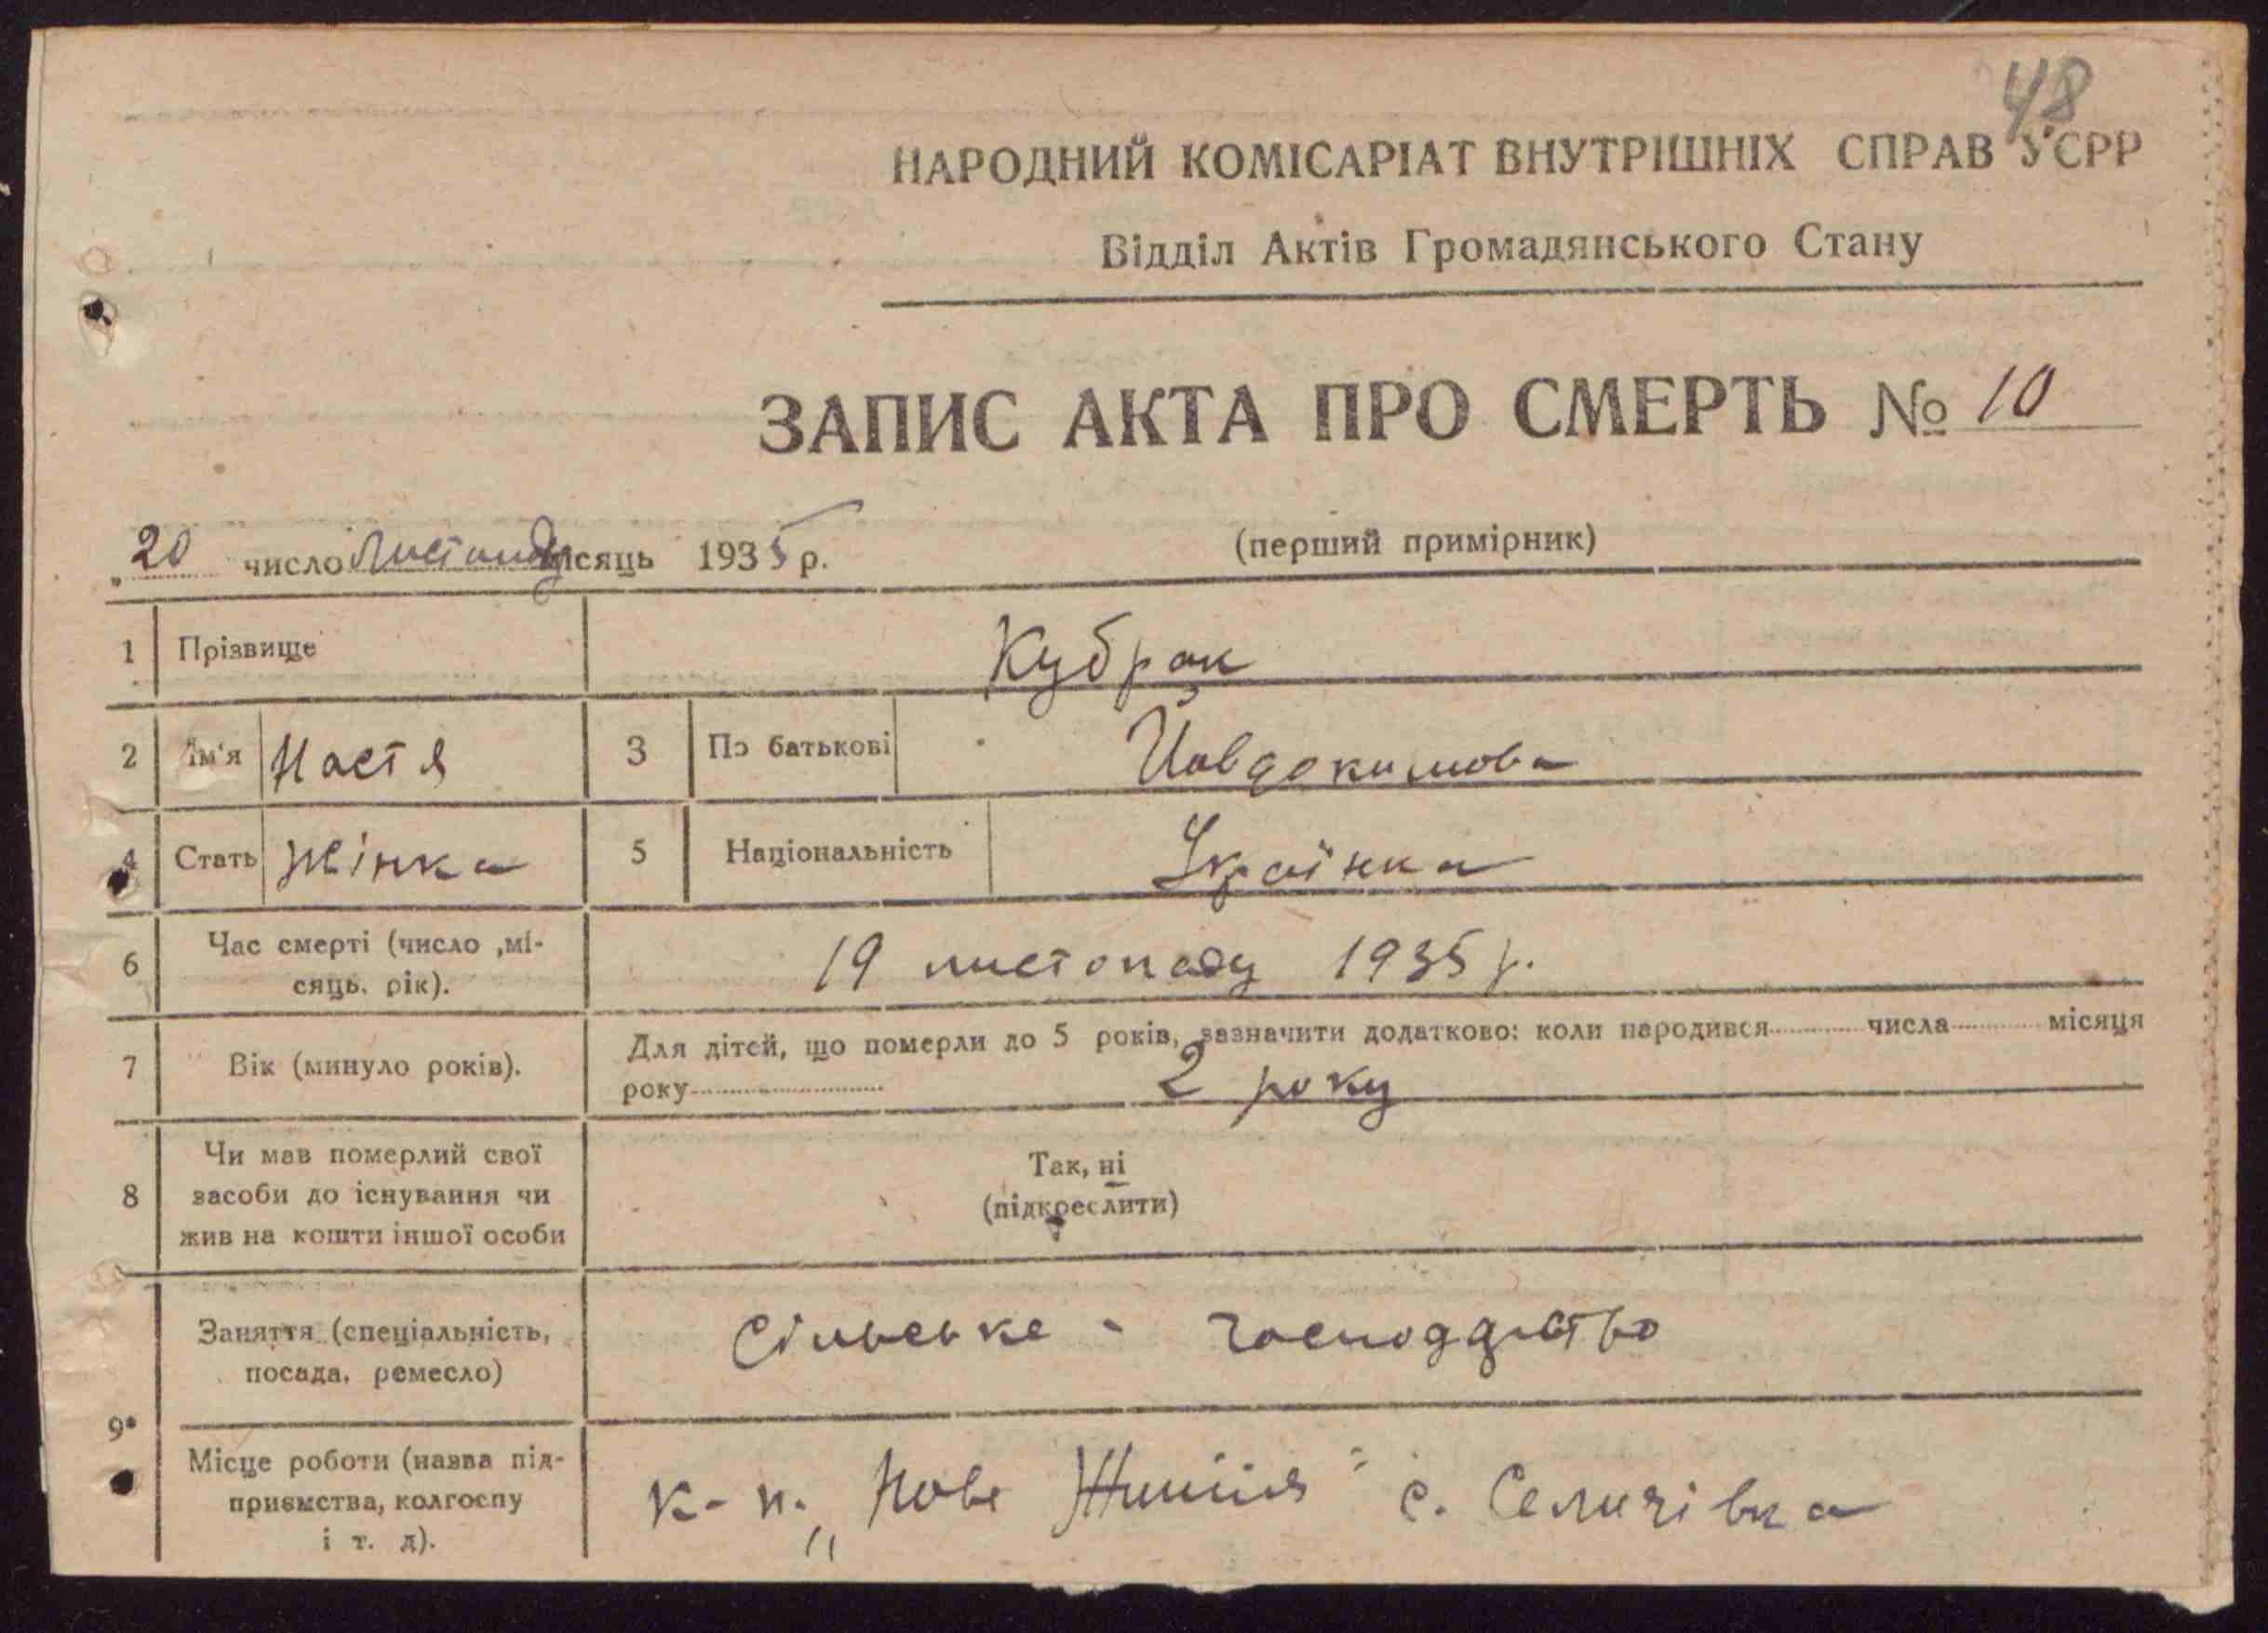 48
НАРОДНИЙ КОМІСАРІАТ ВНУТРІШНІХ СПРАВ УСРР
Відділ Актів Громадянського Стану
ЗАПИС АКТА ПРО СМЕРТЬ № 10
(перший примірник)
„20 число Листопад місяць 1935 р.
1 Прізвище Кубрак
2 Ім'я Настя 3 По батькові Йовдокимова
4 Стать Жінка 5 Національність Українка
6 Час смерті (число ,мі-
сяць. рік).
19 листопаду 1935 р.
7 Вік (минуло років).
Для дітей, що померли до 5 років, зазначити додатково: коли народився числа місяця
року 2 року
8 Чи мав померлий свої
засоби до існування чи
жив на кошти іншої особи
Так, ні
(підкреслити)
9 Заняття (спеціальність,
посада, ремесло)
Сільське - господарство
Місце роботи (назва під-
приємства, колгоспу
і т. д).
к-п. „Нове Життя" с. Селичівка